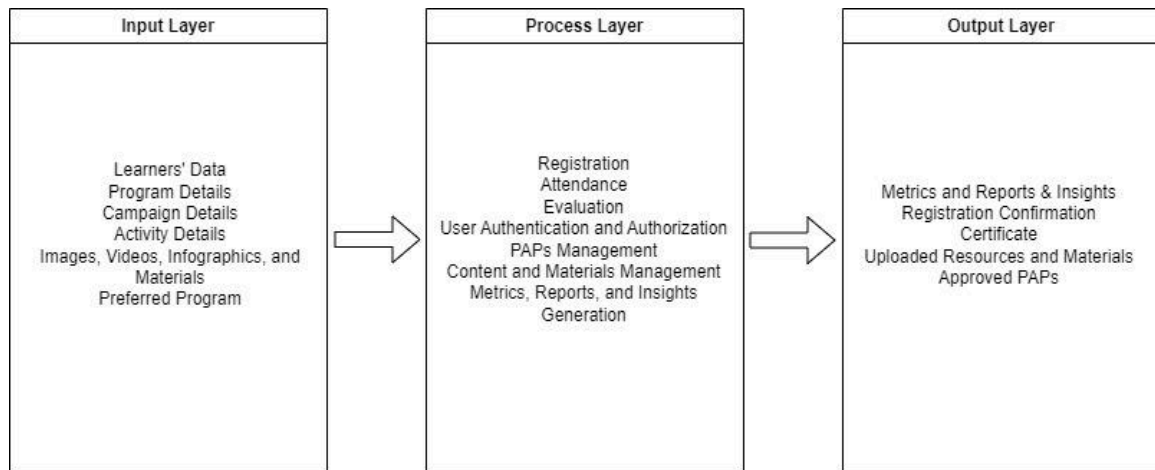 Input Layer
Learners' Data
Program Details
Campaign Details
Activity Details
Images, Videos, Infographics, and
Materials
Preferred Program
Process Layer
Registration
Attendance
Evaluation
User Authentication and Authorization
PAPs Management
Content and Materials Management
Metrics, Reports, and Insights
Generation
Output Layer
Metrics and Reports & Insights
Registration Confirmation
Certificate
Uploaded Resources and Materials
Approved PAPs